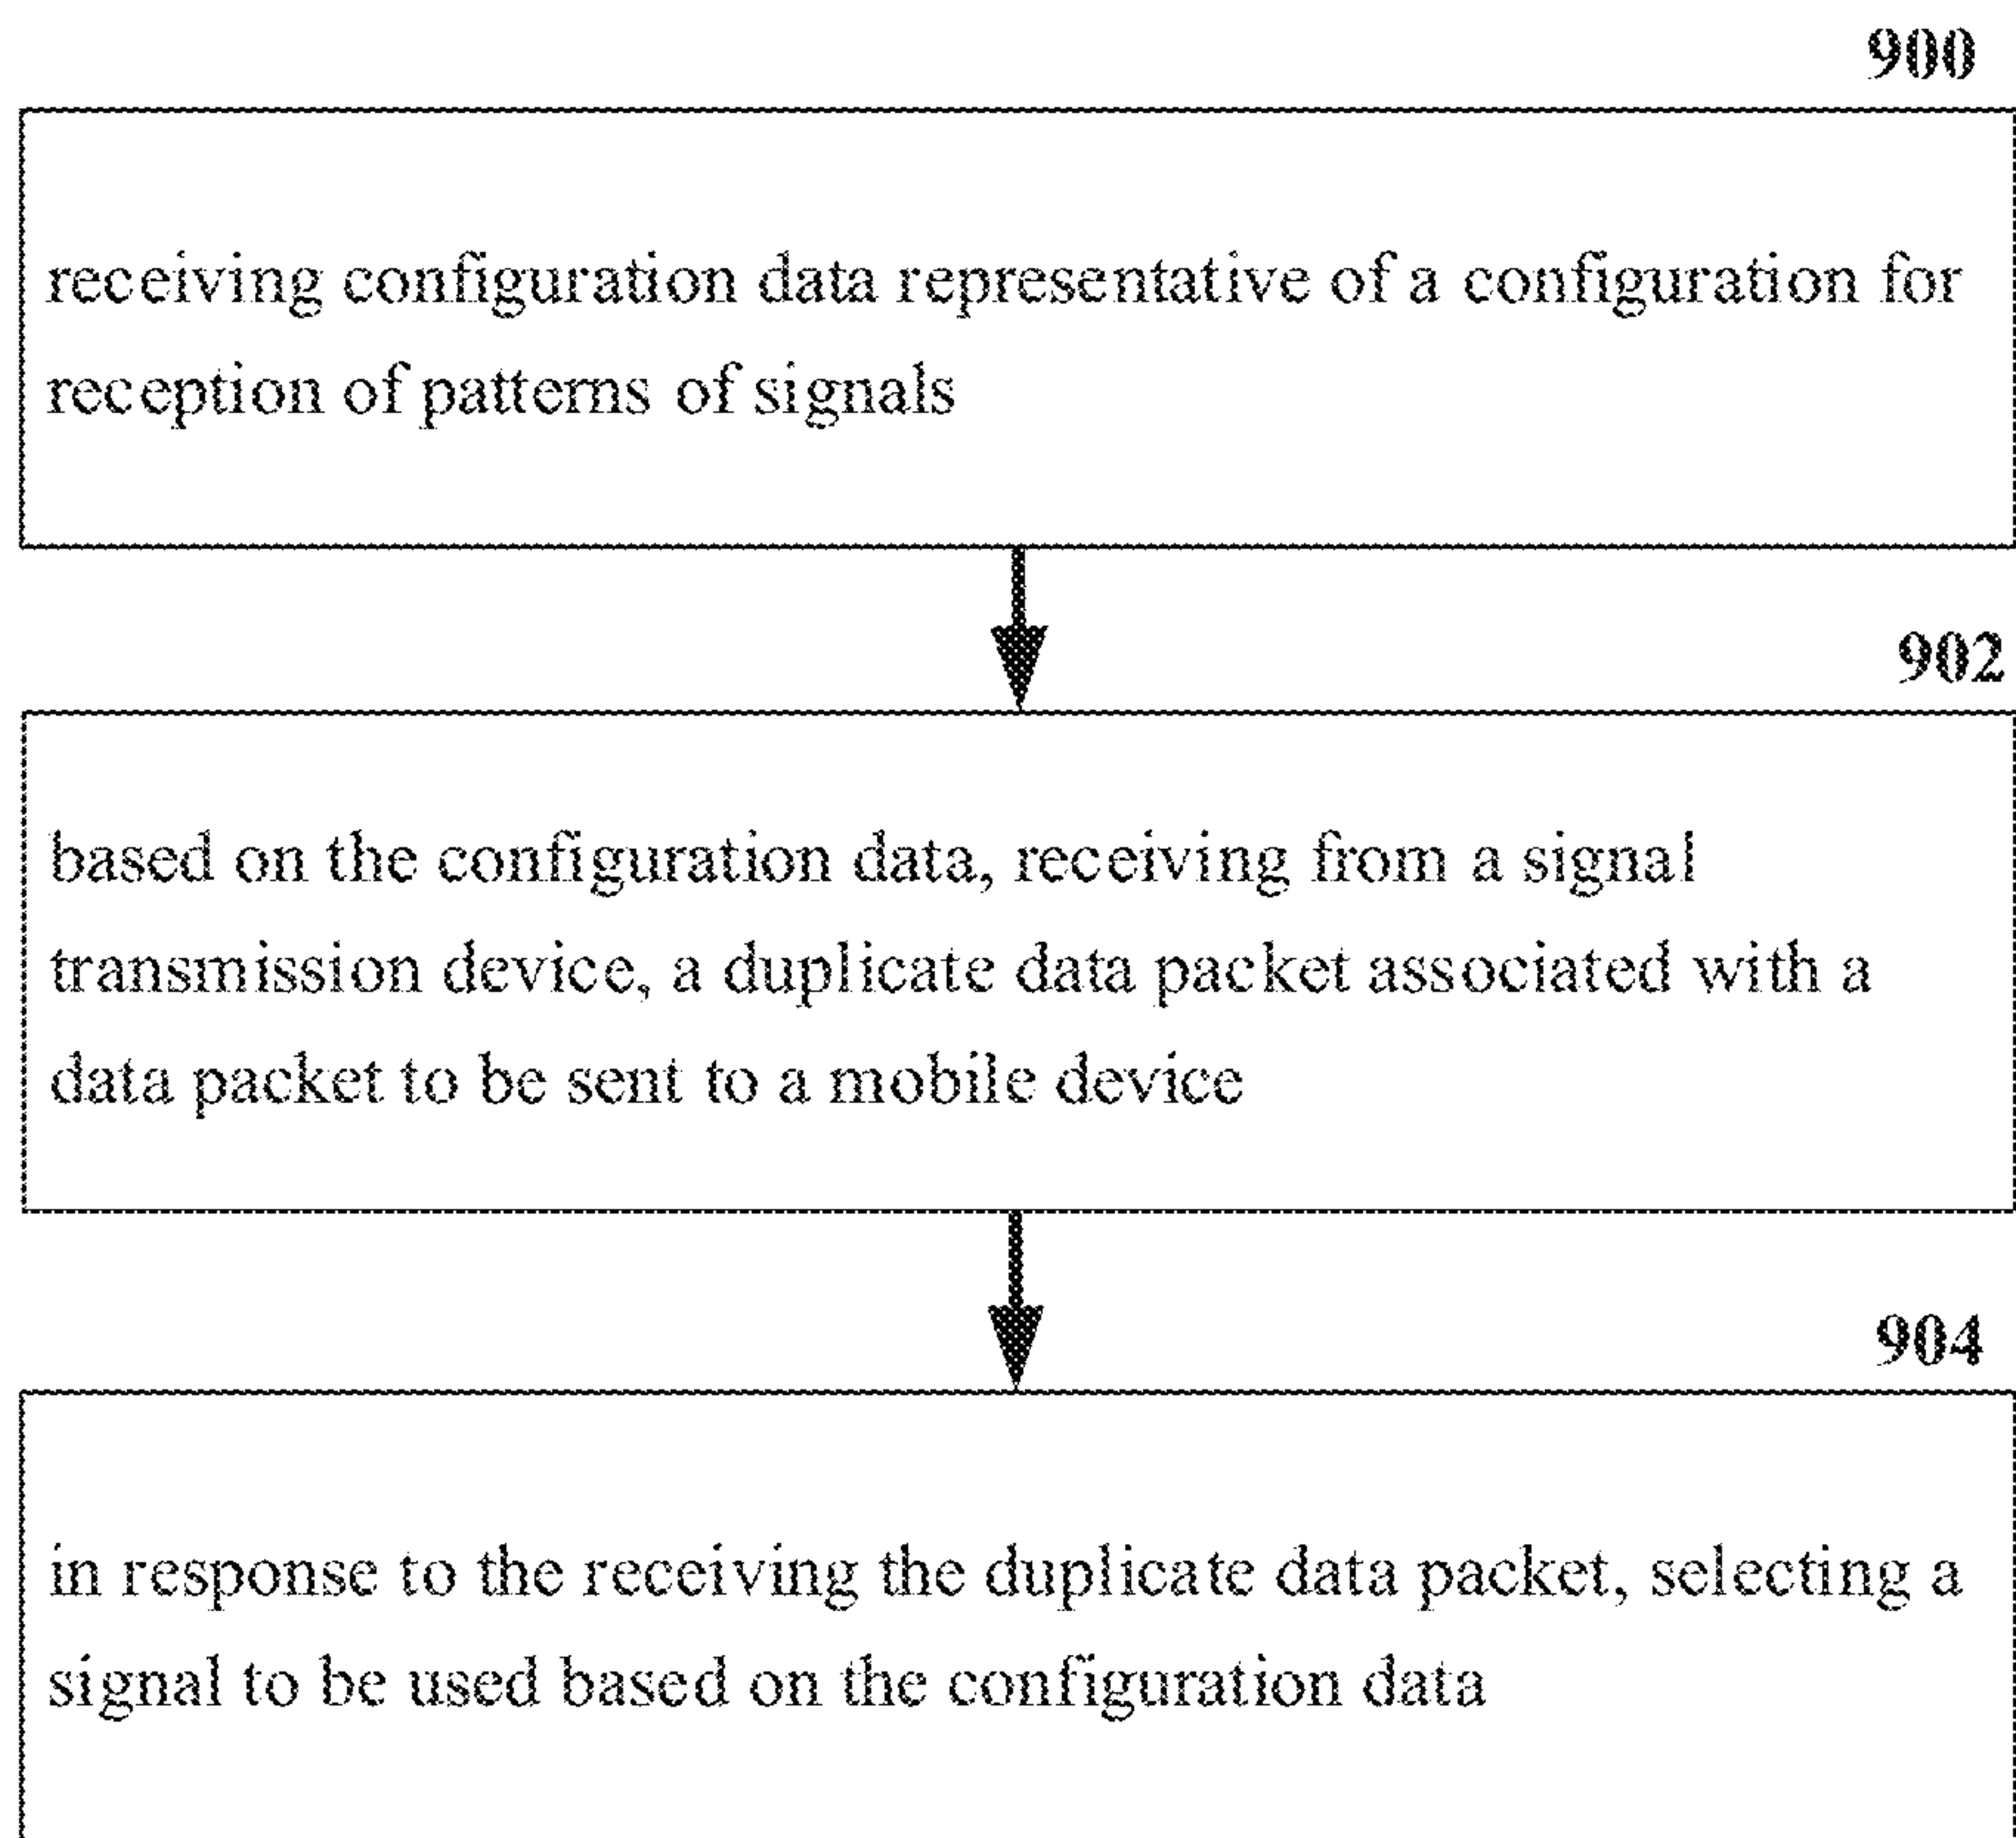 900
receiving configuration data representative of a configuration for
reception of patterns of signals
902
based on the configuration data, receiving from a signal
transmission device, a duplicate data packet associated with a
data packet to be sent to a mobile device
904
in response to the receiving the duplicate data packet, selecting a
signal to be used based on the configuration data